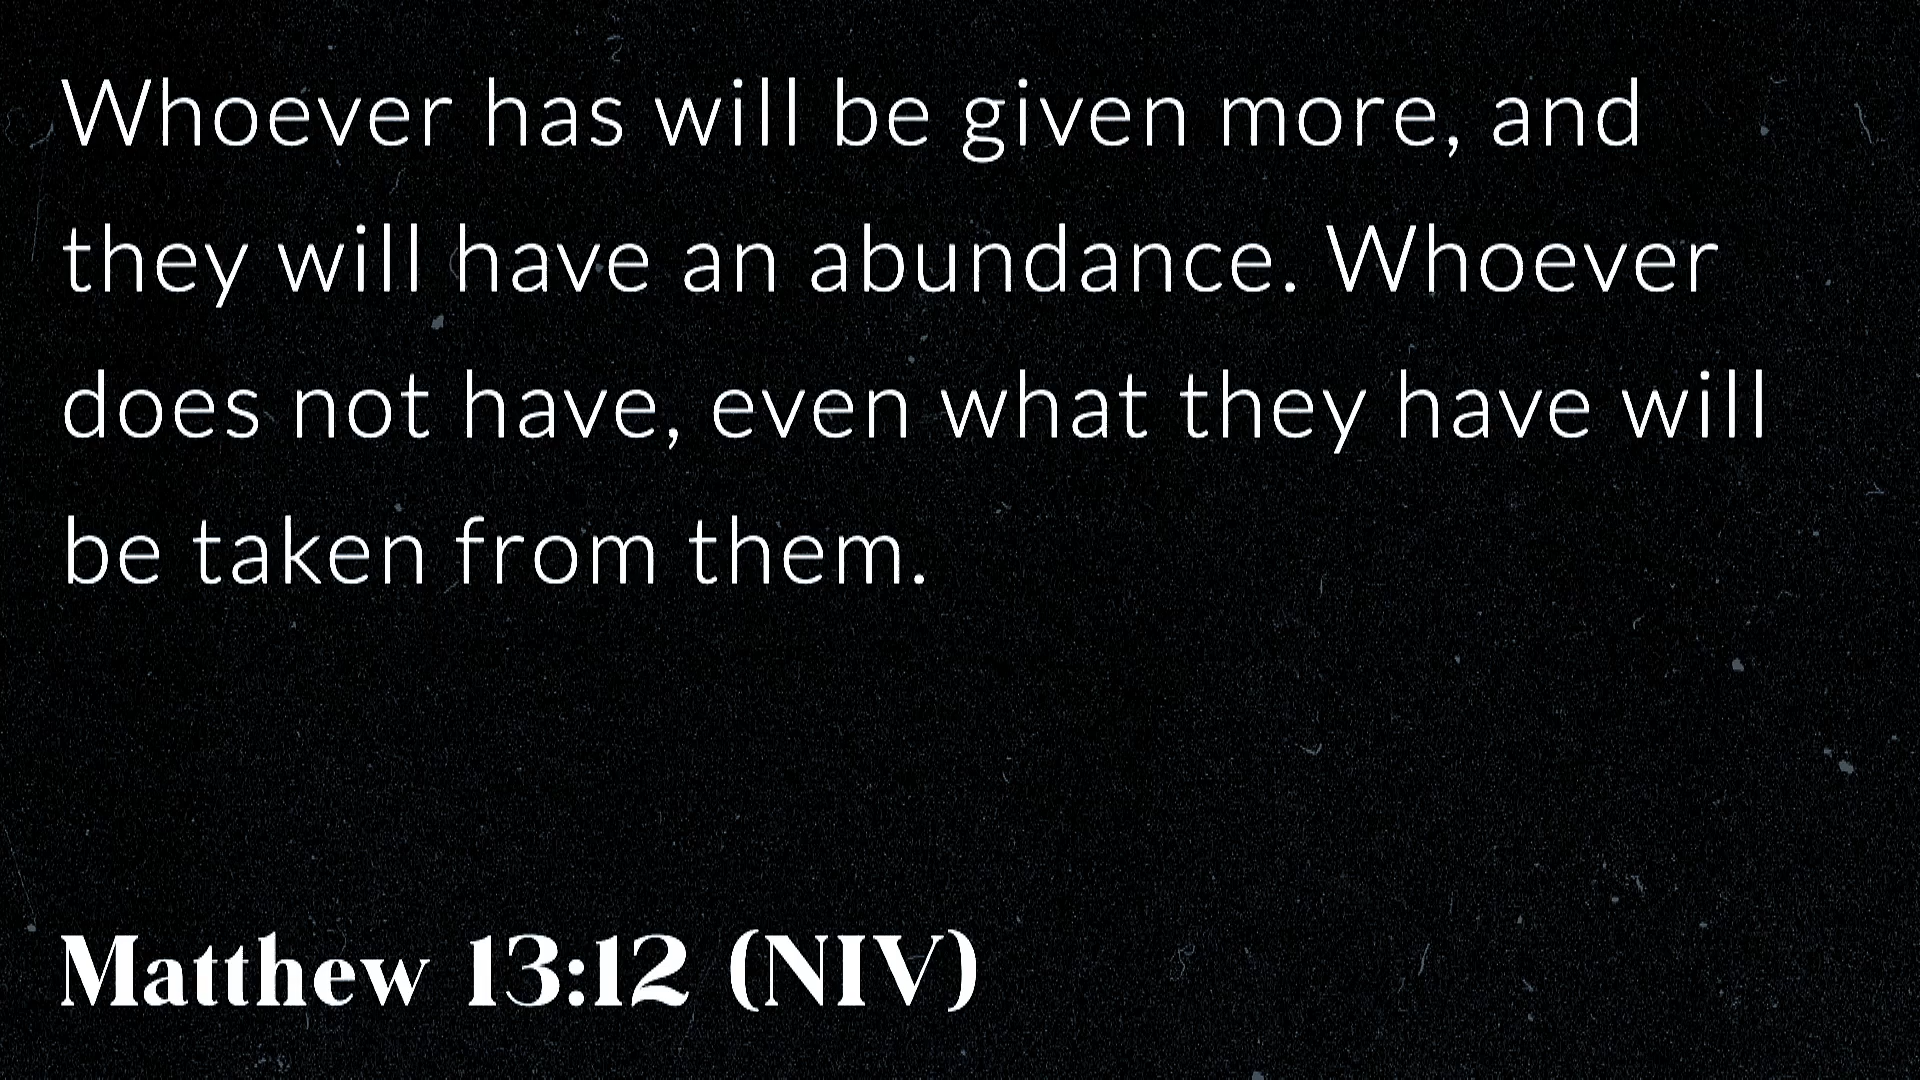 Whoever has will be given more, and
they will have an abundance. Whoever
does not have, even what they have will
be taken from them.
Matthew 13:12 (NIV)